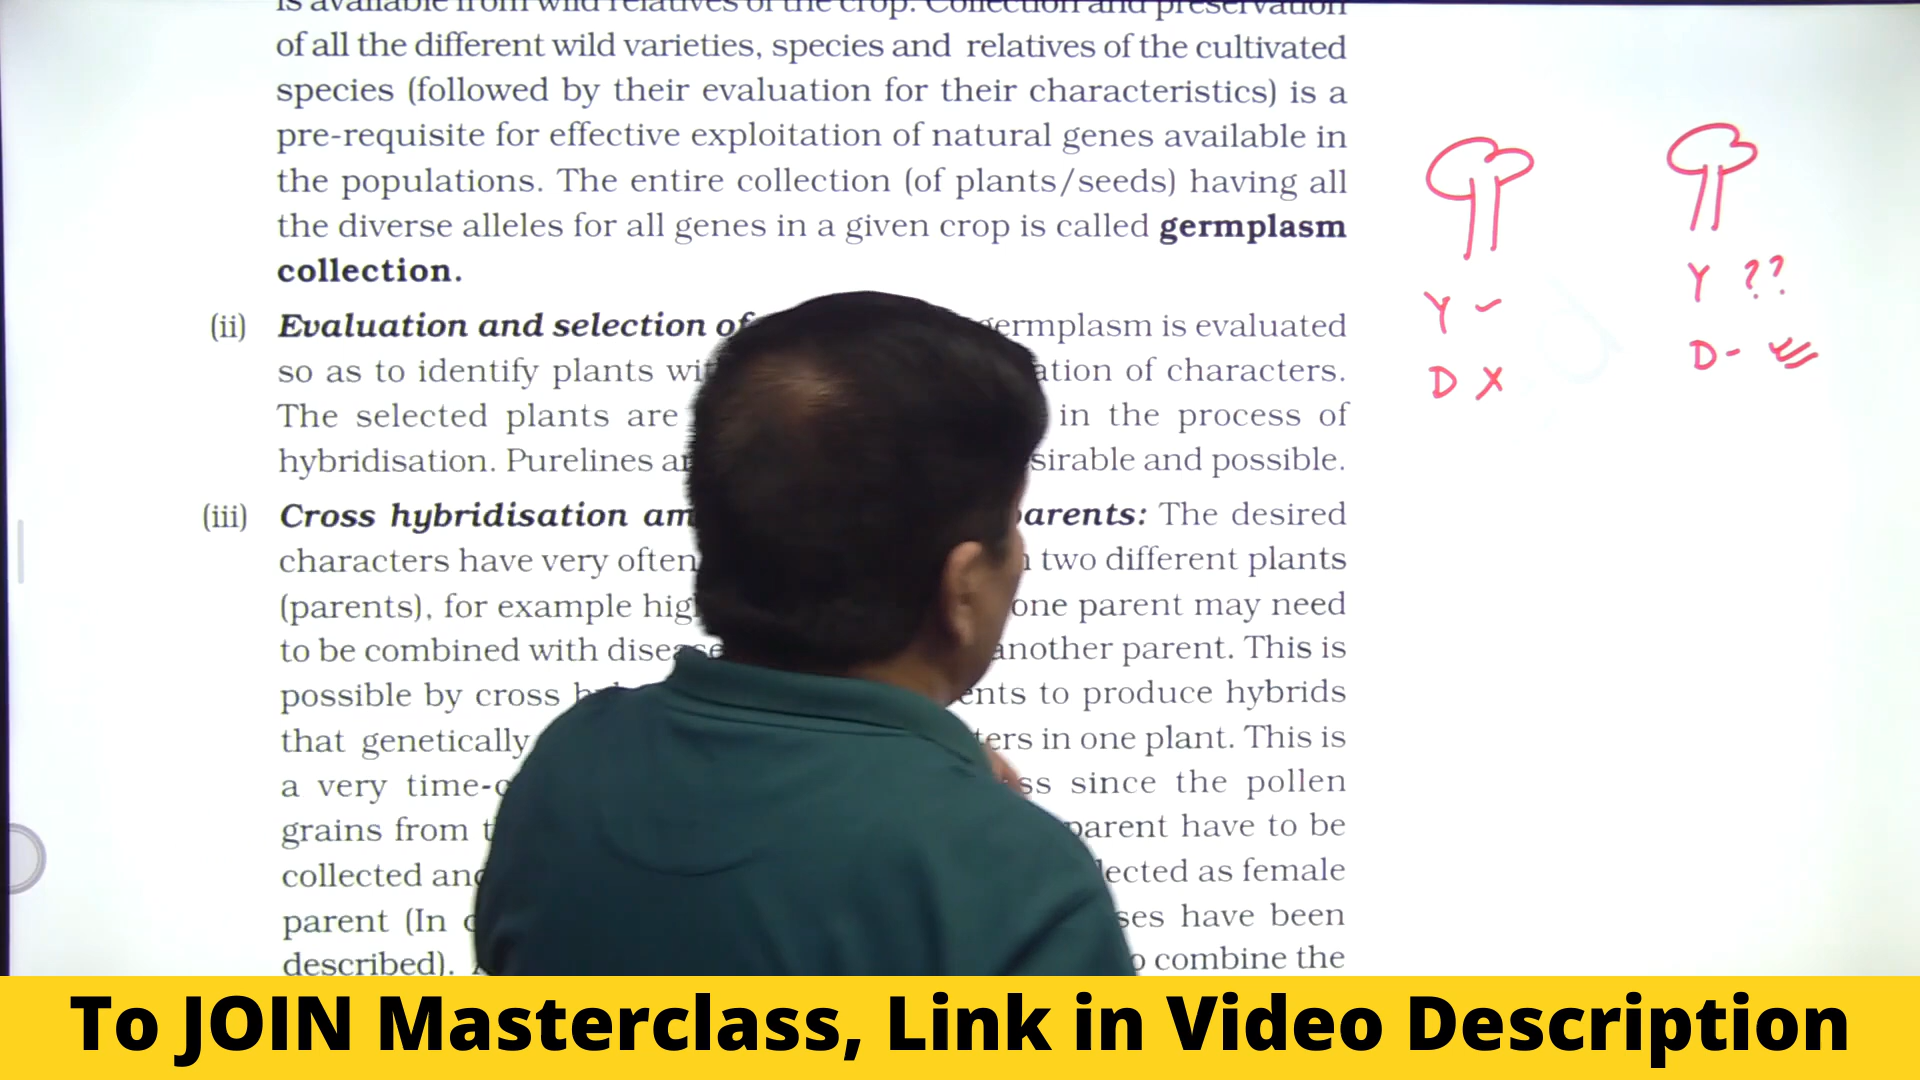 of all the different wild varieties, species and relatives of the cultivated
species (followed by their evaluation for their characteristics) is a
pre-requisite for effective exploitation of natural genes available in
the populations. The entire collection (of plants/seeds) having all
the diverse alleles for all genes in a given crop is called germplasm
collection.
(ii) Evaluation and selection of germplasm is evaluated
so as to identify plants ation of characters.
The selected plants are in the process of
hybridisation. Purelines sirable and possible.
(iii) Cross hybridisation am arents: The desired
characters have very often two different plants
(parents), for example one parent may need
to be combined with disease another parent. This is
possible by cross ents to produce hybrids
that genetically ters in one plant. This is
a very time- ss since the pollen
grains from parent have to be
collected and lected as female
parent (In ses have been
described). combine the
Y ✓
D X
Y ??
D-
To JOIN Masterclass, Link in Video Description